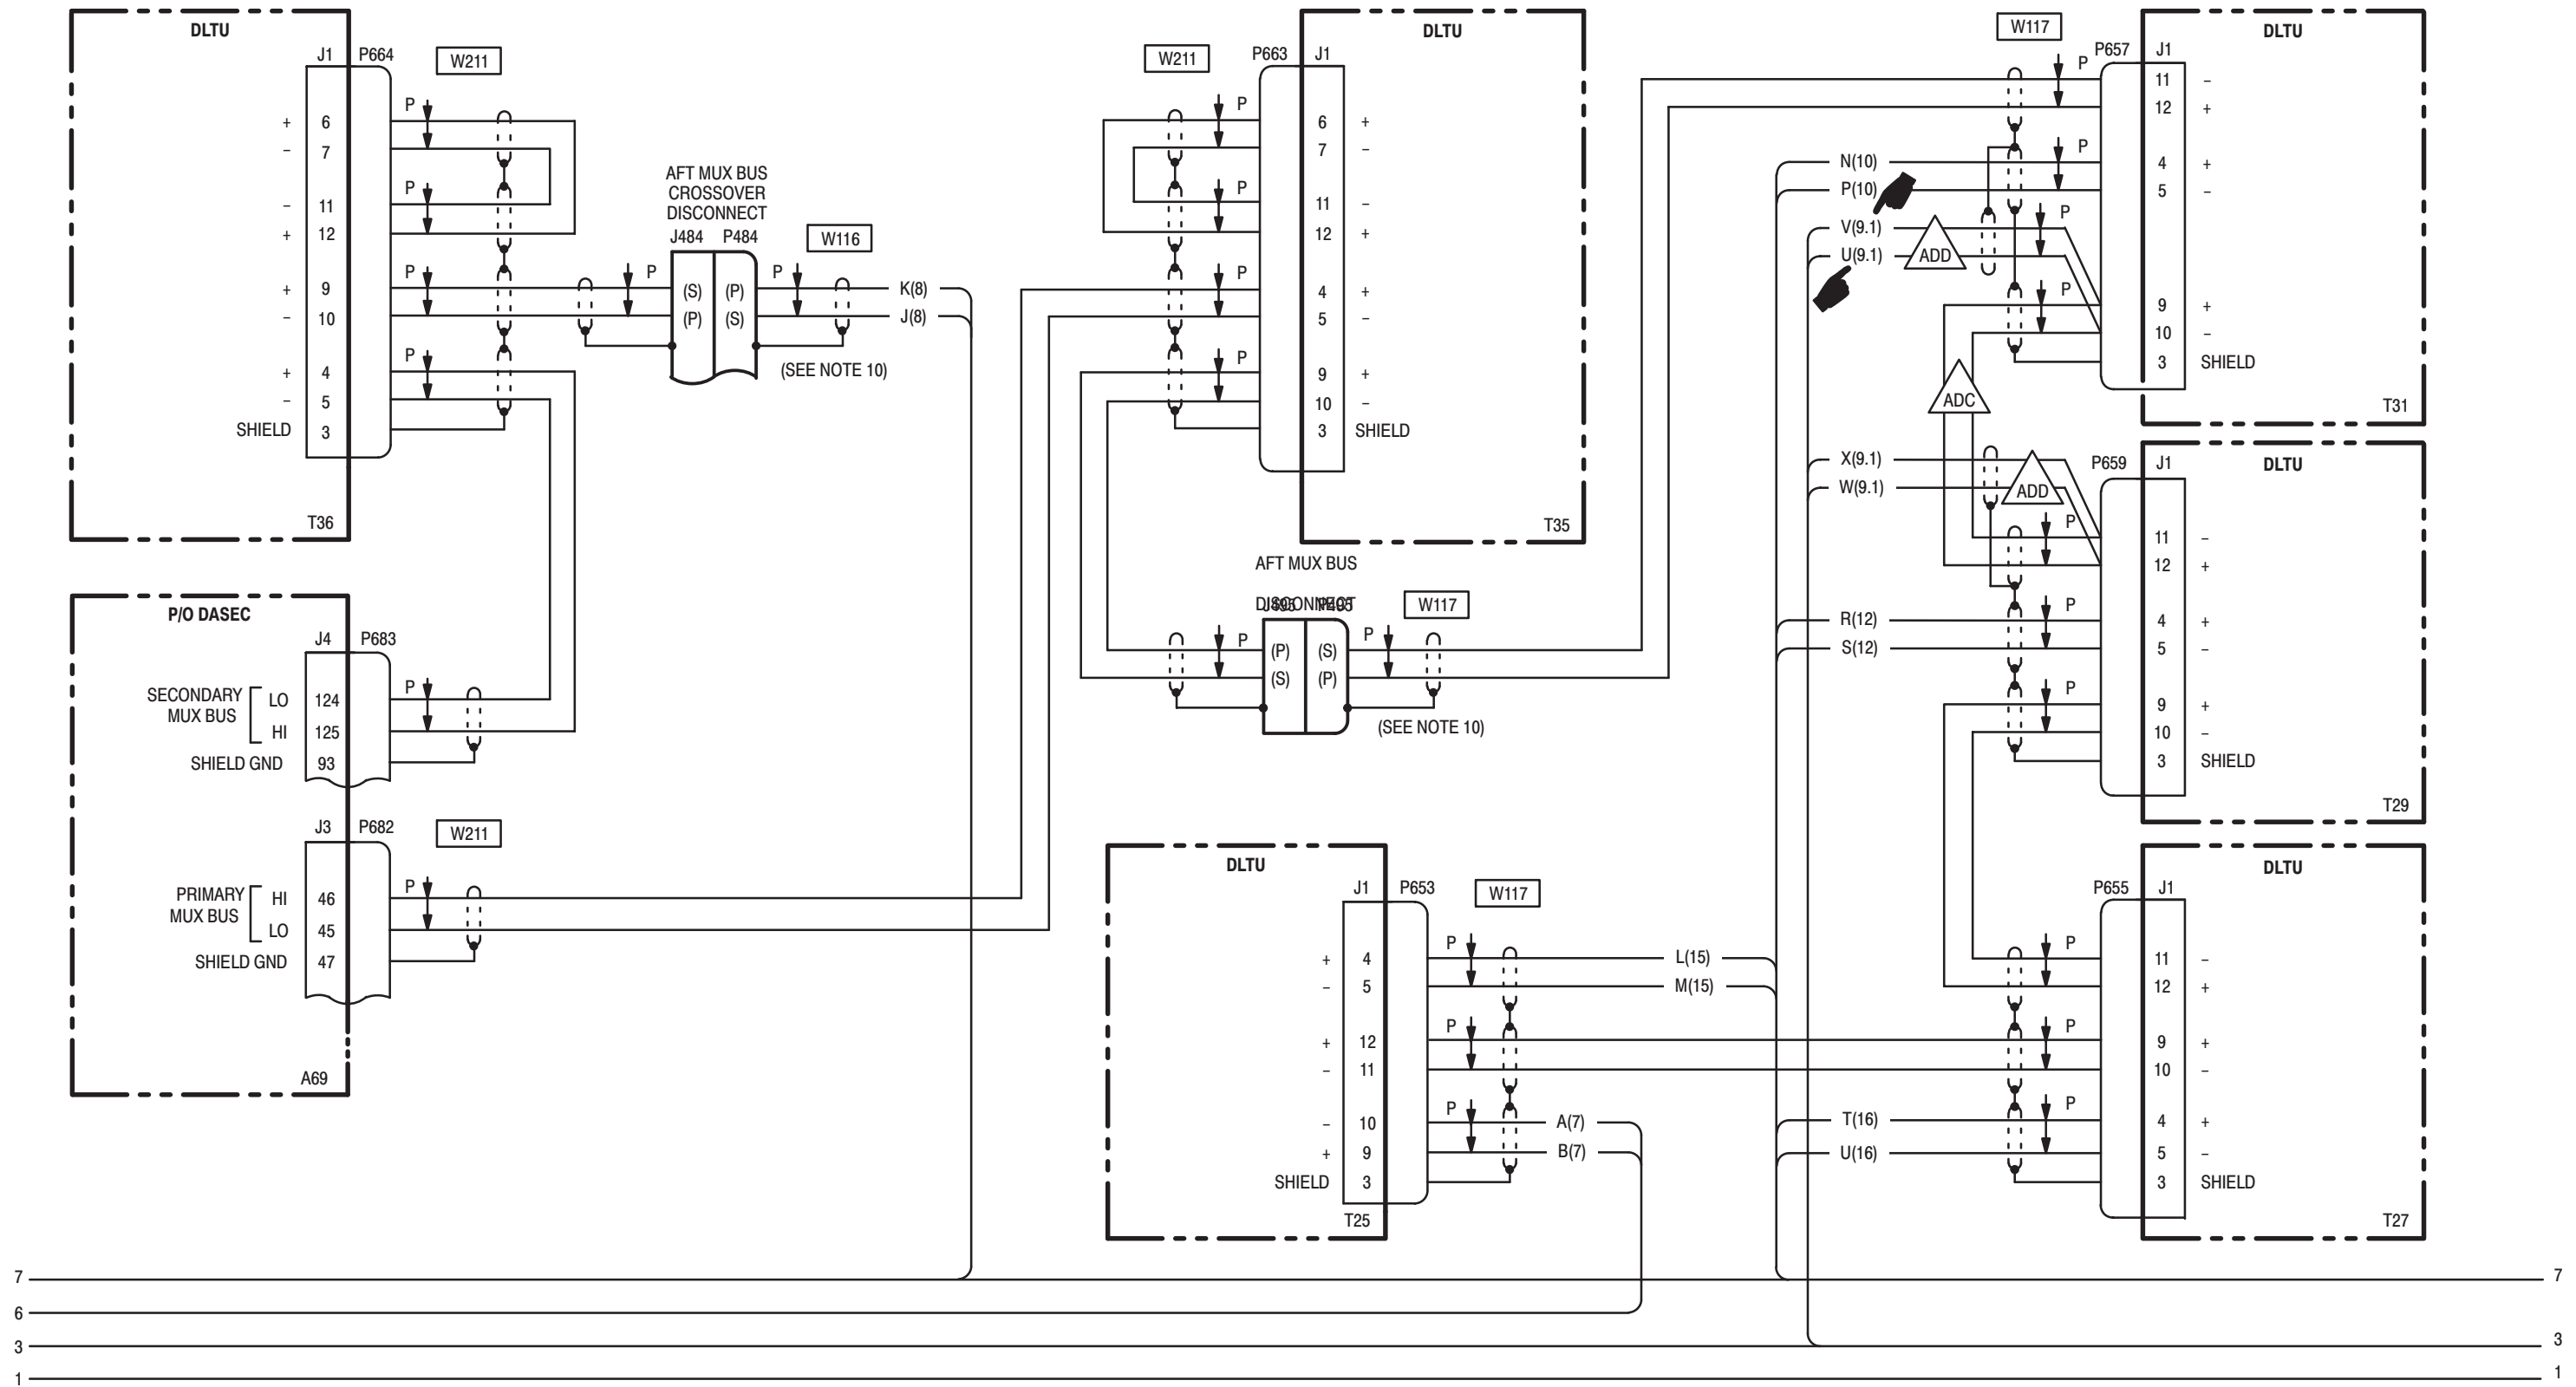 DLTU
J1 P664
W211
P
+ 6
− 7
P
− 11
+ 12
P
+ 9
− 10
P
+ 4
− 5
SHIELD 3
T36
AFT MUX BUS
CROSSOVER
DISCONNECT
J484 P484
W116
P P
(S) (P) K(8)
(P) (S) J(8)
(SEE NOTE 10)
P/O DASEC
J4 P683
P
SECONDARY
MUX BUS
LO 124
HI 125
SHIELD GND 93
J3 P682
W211
P
PRIMARY
MUX BUS
HI 46
LO 45
SHIELD GND 47
A69
DLTU
W211
P663 J1
P
6 +
7 −
P
11 −
12 +
P
4 +
5 −
P
9 +
10 −
3 SHIELD
T35
AFT MUX BUS
DISCONNECT
J495 P495
W117
P P
(P) (S)
(S) (P)
(SEE NOTE 10)
DLTU
J1 P653
W117
P
+ 4 L(15)
− 5 M(15)
P
+ 12
− 11
P
− 10 A(7)
+ 9 B(7)
SHIELD 3
T25
W117
DLTU
P657 J1
P
11 −
12 +
P
N(10) 4 +
P(10) 5 −
P
V(9.1)
U(9.1) ADD
P
9 +
10 −
3 SHIELD
ADC
T31
DLTU
P659 J1
X(9.1)
W(9.1) ADD
P
11 −
12 +
P
R(12) 4 +
S(12) 5 −
P
9 +
10 −
3 SHIELD
T29
DLTU
P655 J1
P
11 −
12 +
P
9 +
10 −
P
T(16) 4 +
U(16) 5 −
3 SHIELD
T27
7 7
6
3 3
1 1